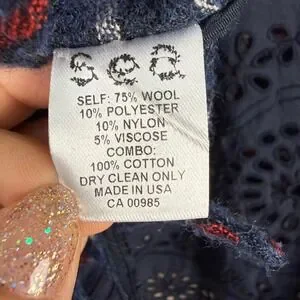 sea
SELF: 75% WOOL
10% POLYESTER
10% NYLON
5% VISCOSE
COMBO:
100% COTTON
DRY CLEAN ONLY
MADE IN USA
CA 00985